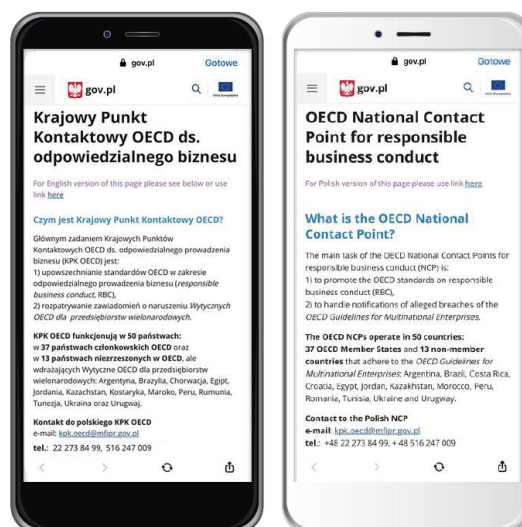 gov.pl
Gotowe
gov.pl
Krajowy Punkt
Kontaktowy OECD ds.
odpowiedzialnego biznesu
For English version of this page please see below or use
link here
Czym jest Krajowy Punkt Kontaktowy OECD?
Głównym zadaniem Krajowych Punktów
Kontaktowych OECD ds. odpowiedzialnego prowadzenia
biznesu (KPK OECD) jest:
1) upowszechnianie standardów OECD w zakresie
odpowiedzialnego prowadzenia biznesu (responsible
business conduct, RBC),
2) rozpatrywanie zawiadomień o naruszeniu Wytycznych
OECD dla przedsiębiorstw wielonarodowych.
KPK OECD funkcjonują w 50 państwach:
w 37 państwach członkowskich OECD oraz
w 13 państwach niezrzeszonych w OECD, ale
wdrażających Wytyczne OECD dla przedsiębiorstw
wielonarodowych: Argentyna, Brazylia, Chorwacja, Egipt,
Jordania, Kazachstan, Kostaryka, Maroko, Peru, Rumunia,
Tunezja, Ukraina oraz Urugwaj.
Kontakt do polskiego KPK OECD
e-mail: kpk.oecd@mfipr.gov.pl
tel.: 22 273 84 99, 516 247 009
gov.pl
Gotowe
gov.pl
OECD National Contact
Point for responsible
business conduct
For Polish version of this page please use link here
What is the OECD National
Contact Point?
The main task of the OECD National Contact Points for
responsible business conduct (NCP) is:
1) to promote the OECD standards on responsible
business conduct (RBC),
2) to handle notifications of alleged breaches of the
OECD Guidelines for Multinational Enterprises.
The OECD NCPs operate in 50 countries:
37 OECD Member States and 13 non-member
countries that adhere to the OECD Guidelines for
Multinational Enterprises: Argentina, Brazil, Costa Rica,
Croatia, Egypt, Jordan, Kazakhstan, Morocco, Peru,
Romania, Tunisia, Ukraine and Urugway.
Contact to the Polish NCP
e-mail: kpk.oecd@mfipr.gov.pl
tel.: +48 22 273 84 99, + 48 516 247 009